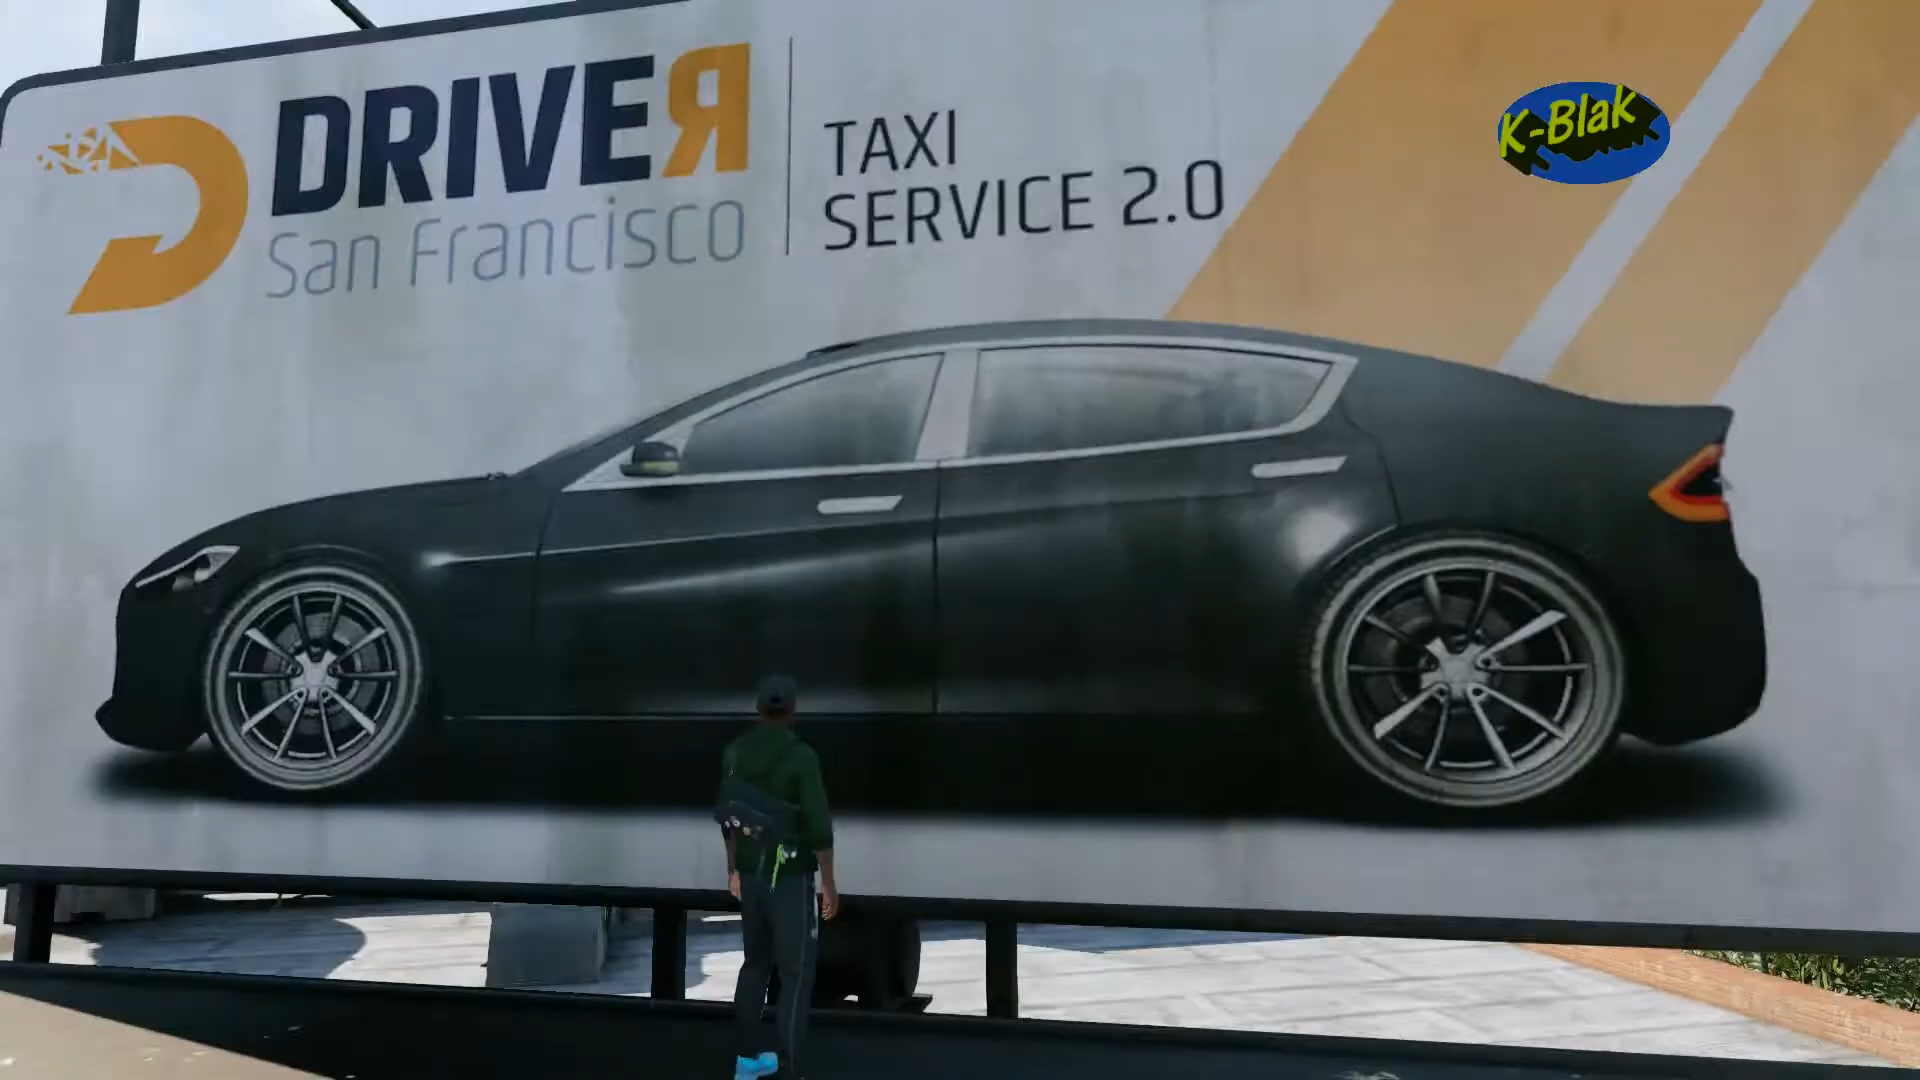 DRIVEЯ
San Francisco
TAXI
SERVICE 2.0
K-Blak